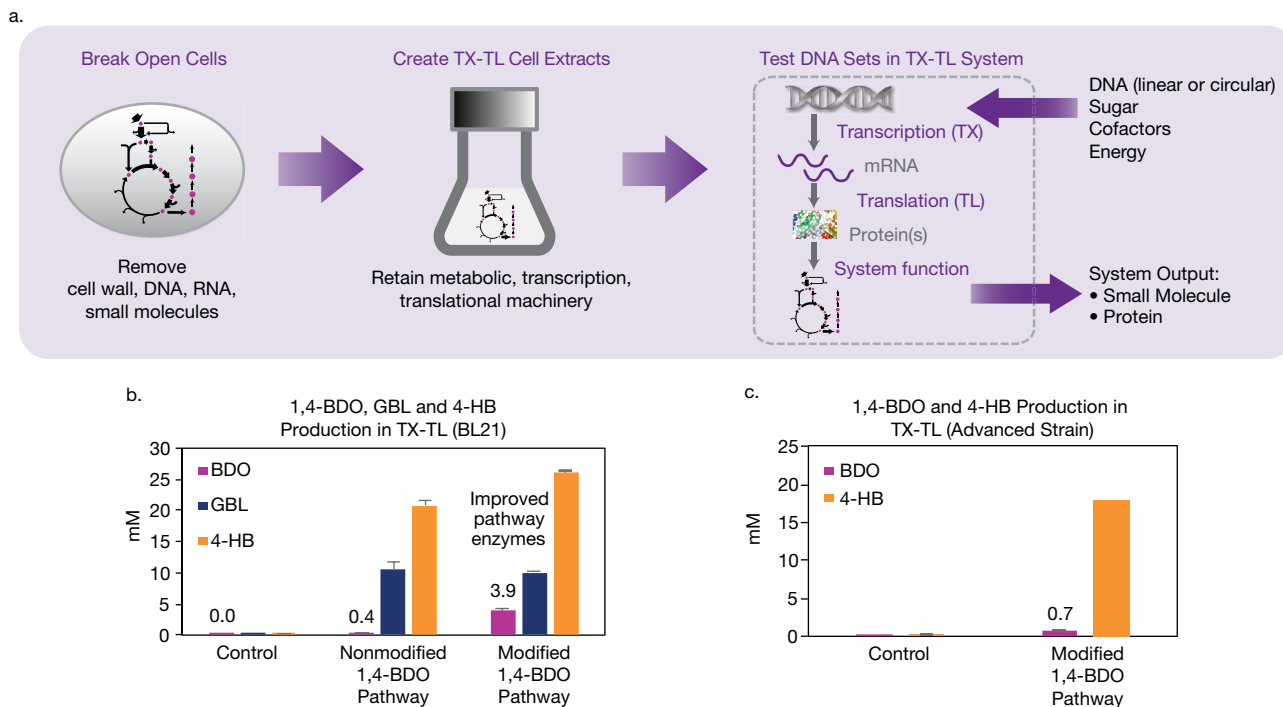 a.
Break Open Cells
Remove
cell wall, DNA, RNA,
small molecules
Create TX-TL Cell Extracts
Retain metabolic, transcription,
translational machinery
Test DNA Sets in TX-TL System
Transcription (TX)
mRNA
Translation (TL)
Protein(s)
System function
DNA (linear or circular)
Sugar
Cofactors
Energy
System Output:
• Small Molecule
• Protein
b.
1,4-BDO, GBL and 4-HB
Production in TX-TL (BL21)
mM
30
25
20
15
10
5
0
BDO
GBL
4-HB
Improved
pathway
enzymes
0.0
0.4
3.9
Control
Nonmodified
1,4-BDO
Pathway
Modified
1,4-BDO
Pathway
c.
1,4-BDO and 4-HB Production in
TX-TL (Advanced Strain)
mM
25
20
15
10
5
0
BDO
4-HB
0.7
Control
Modified
1,4-BDO
Pathway